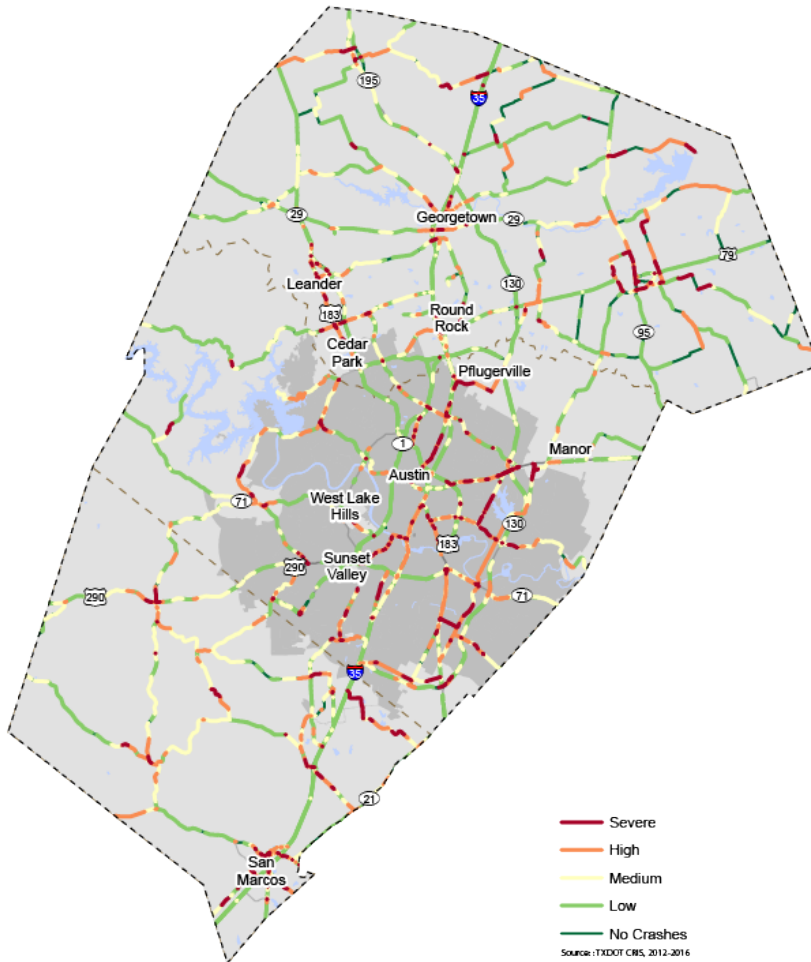 195
35
Georgetown
29
29
79
130
Leander
183
Round
Rock
95
Cedar
Park
Pflugerville
1
Manor
Austin
West Lake
Hills
71
130
183
Sunset
Valley
290
290
71
35
21
San
Marcos
Severe
High
Medium
Low
No Crashes
Source: :TXDOT CRIS, 2012-2016